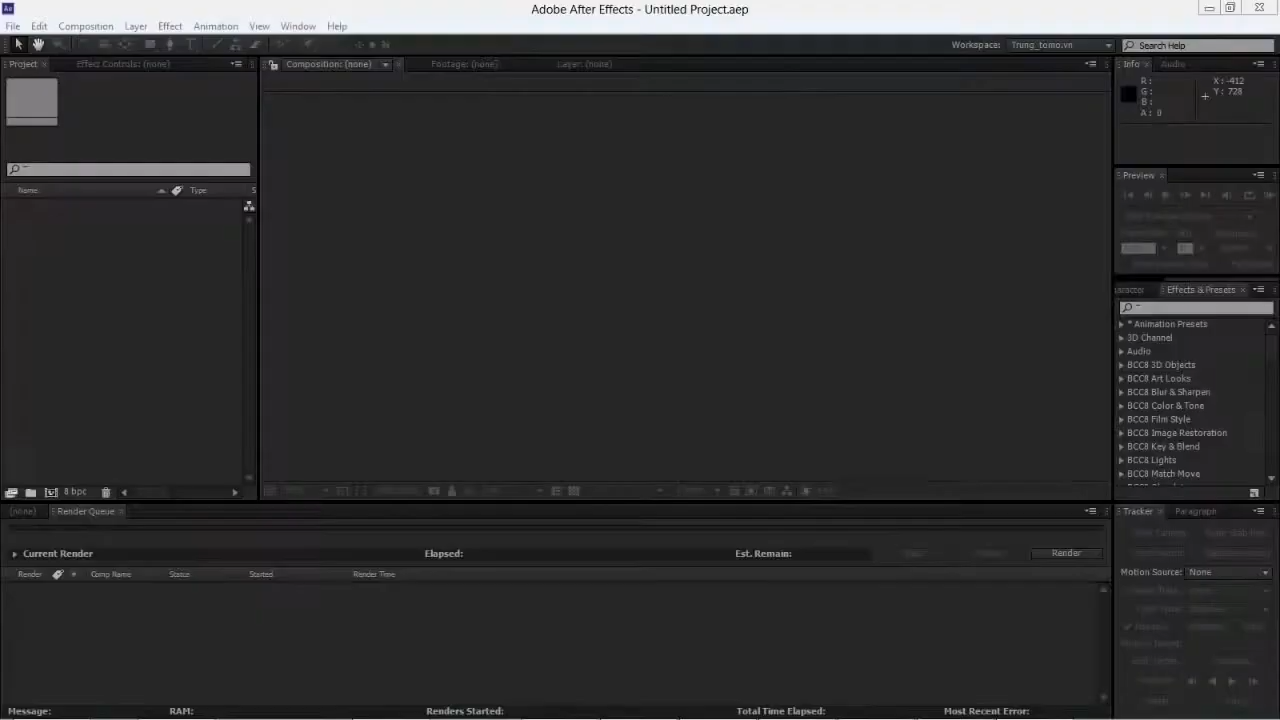 Adobe After Effects - Untitled Project.aep
File Edit Composition Layer Effect Animation View Window Help
Workspace: Trung_tomo.vn Search Help
Project Effect Controls: (none) Composition: (none) Footage: (none) Layer: (none) Info Audio
R: X: -412
G: Y: 728
B:
A: 0
Name Type S
Preview
Effects & Presets
* Animation Presets
3D Channel
Audio
BCC8 3D Objects
BCC8 Art Looks
BCC8 Blur & Sharpen
BCC8 Color & Tone
BCC8 Film Style
BCC8 Image Restoration
BCC8 Key & Blend
BCC8 Lights
BCC8 Match Move
8 bpc
(none) Render Queue
Current Render Elapsed: Est. Remain: Render
Render # Comp Name Status Started Render Time
Tracker Paragraph
Motion Source: None
Message: RAM: Renders Started: Total Time Elapsed: Most Recent Error: